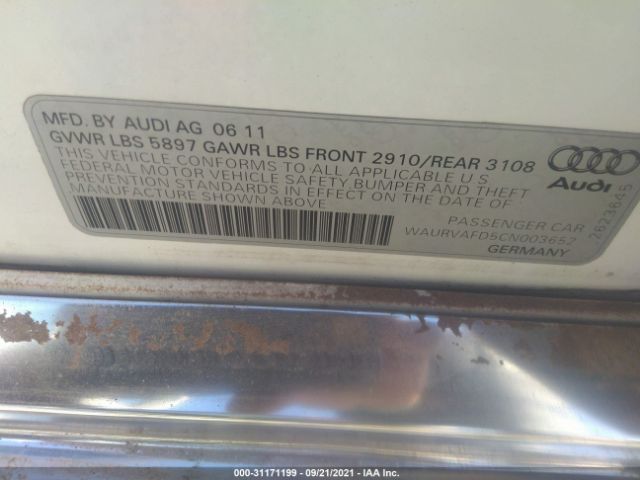 MFD. BY AUDI AG 06 11
GVWR LBS 5897 GAWR LBS FRONT 2910/REAR 3108
THIS VEHICLE CONFORMS TO ALL APPLICABLE U S
FEDERAL MOTOR VEHICLE SAFETY, BUMPER AND THEFT
PREVENTION STANDARDS IN EFFECT ON THE DATE OF
MANUFACTURE SHOWN ABOVE
Audi
2623645
PASSENGER CAR
WAURVAFD5CN003652
GERMANY
000-31171199 - 09/21/2021 - IAA Inc.